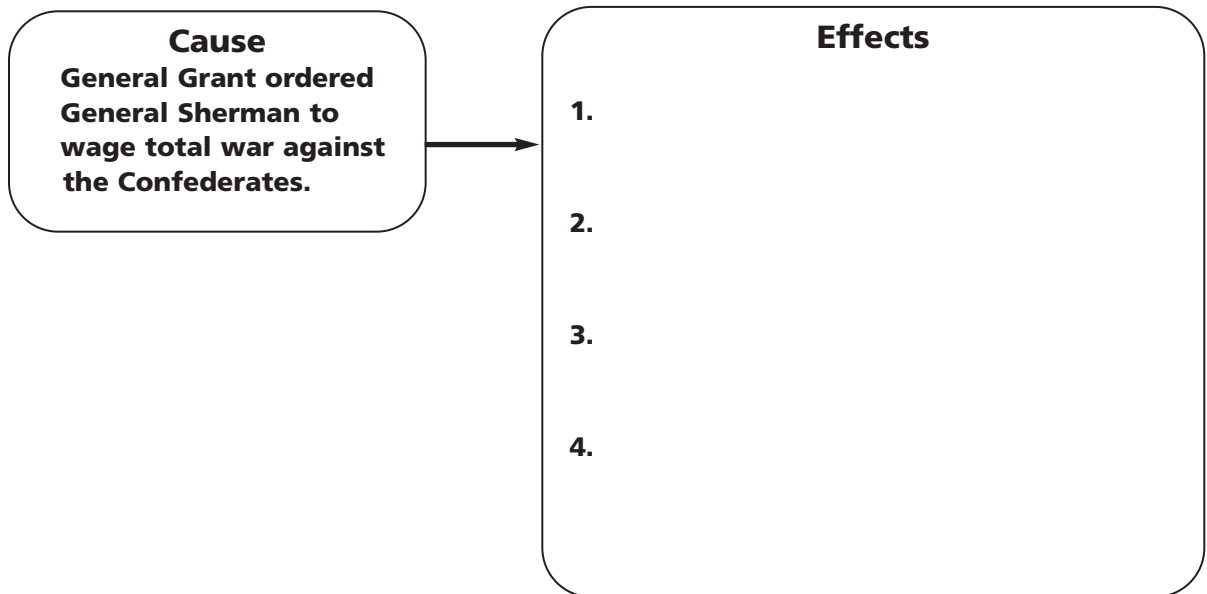 Cause
General Grant ordered
General Sherman to
wage total war against
the Confederates.
Effects
1.
2.
3.
4.